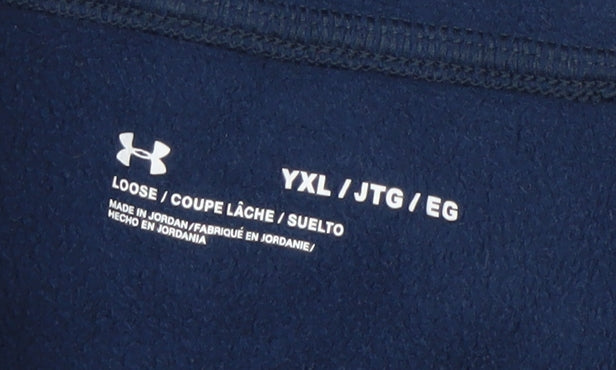 YXL / JTG / EG
LOOSE / COUPE LÂCHE / SUELTO
MADE IN JORDAN / FABRIQUÉ EN JORDANIE /
HECHO EN JORDANIA